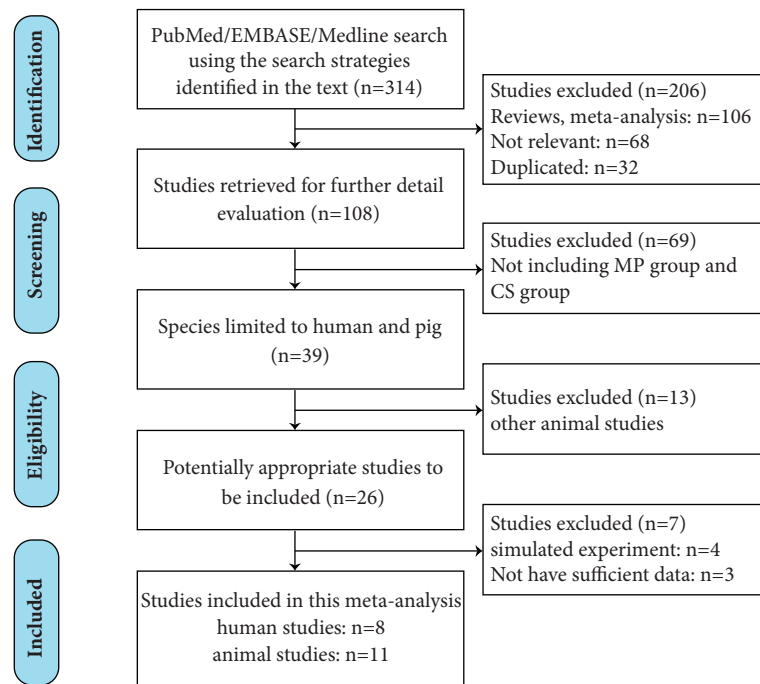 Identification
PubMed/EMBASE/Medline search
using the search strategies
identified in the text (n=314)
Studies excluded (n=206)
Reviews, meta-analysis: n=106
Not relevant: n=68
Duplicated: n=32
Screening
Studies retrieved for further detail
evaluation (n=108)
Studies excluded (n=69)
Not including MP group and
CS group
Species limited to human and pig
(n=39)
Eligibility
Studies excluded (n=13)
other animal studies
Potentially appropriate studies to
be included (n=26)
Studies excluded (n=7)
simulated experiment: n=4
Not have sufficient data: n=3
Included
Studies included in this meta-analysis
human studies: n=8
animal studies: n=11